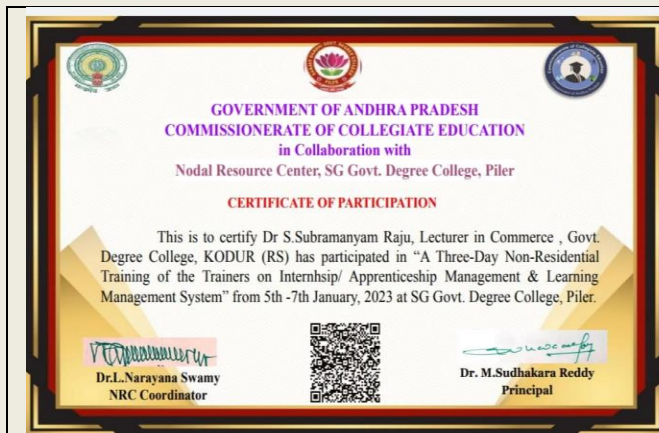 GOVERNMENT OF ANDHRA PRADESH
COMMISSIONERATE OF COLLEGIATE EDUCATION
in Collaboration with
Nodal Resource Center, SG Govt. Degree College, Piler
CERTIFICATE OF PARTICIPATION
This is to certify Dr S.Subramanyam Raju, Lecturer in Commerce , Govt.
Degree College, KODUR (RS) has participated in “A Three-Day Non-Residential
Training of the Trainers on Internhsip/ Apprenticeship Management & Learning
Management System” from 5th -7th January, 2023 at SG Govt. Degree College, Piler.
Dr.L.Narayana Swamy
NRC Coordinator
Dr. M.Sudhakara Reddy
Principal